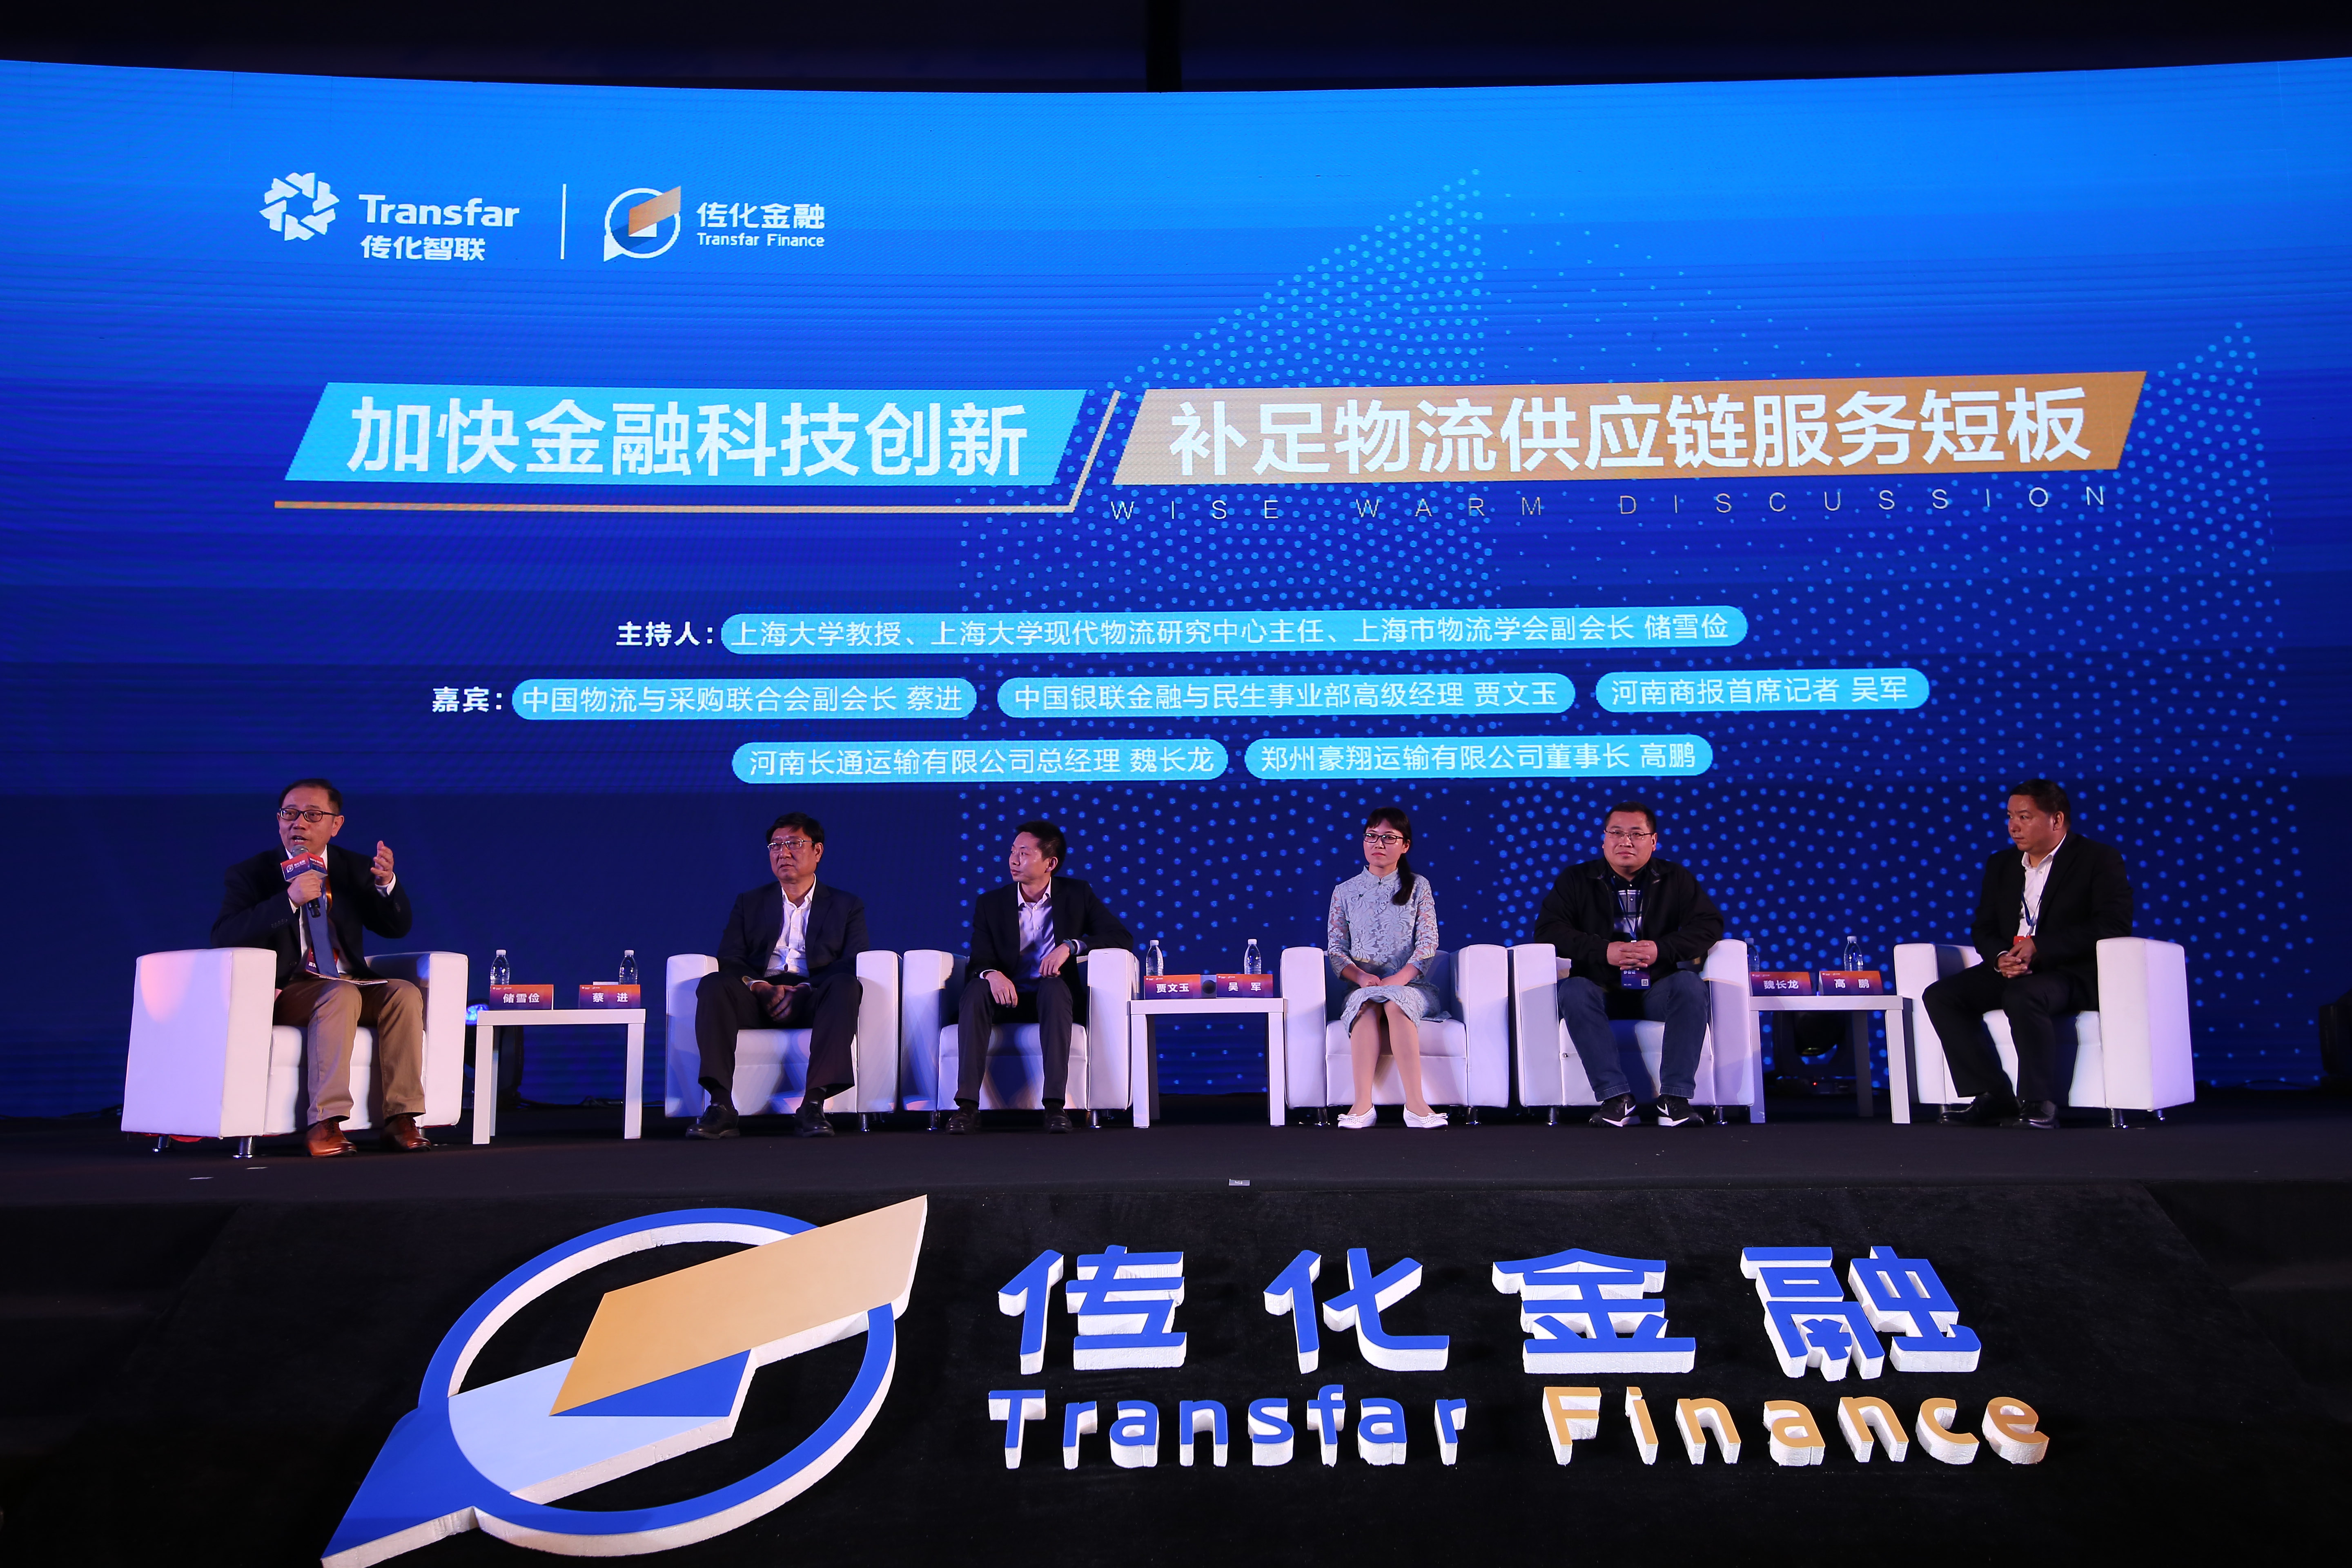 Transfar
传化智联
传化金融
Transfar Finance
加快金融科技创新
补足物流供应链服务短板
WISE WARM DISCUSSION
主持人：上海大学教授、上海大学现代物流研究中心主任、上海市物流学会副会长 储雪俭
嘉宾：中国物流与采购联合会副会长 蔡进 中国银联金融与民生事业部高级经理 贾文玉 河南商报首席记者 吴军
河南长通运输有限公司总经理 魏长龙 郑州豪翔运输有限公司董事长 高鹏
储雪俭
蔡 进
贾文玉
吴 军
魏长龙
高 鹏
传化金融
Transfar Finance